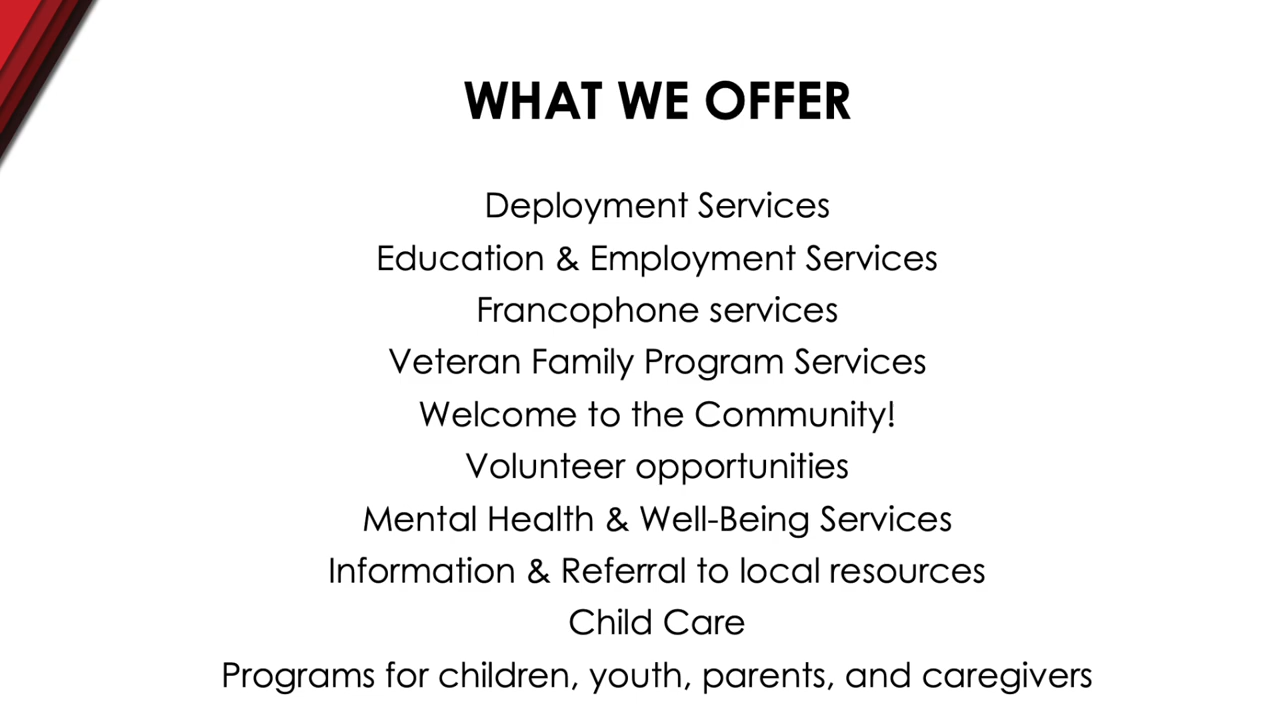 WHAT WE OFFER
Deployment Services
Education & Employment Services
Francophone services
Veteran Family Program Services
Welcome to the Community!
Volunteer opportunities
Mental Health & Well-Being Services
Information & Referral to local resources
Child Care
Programs for children, youth, parents, and caregivers